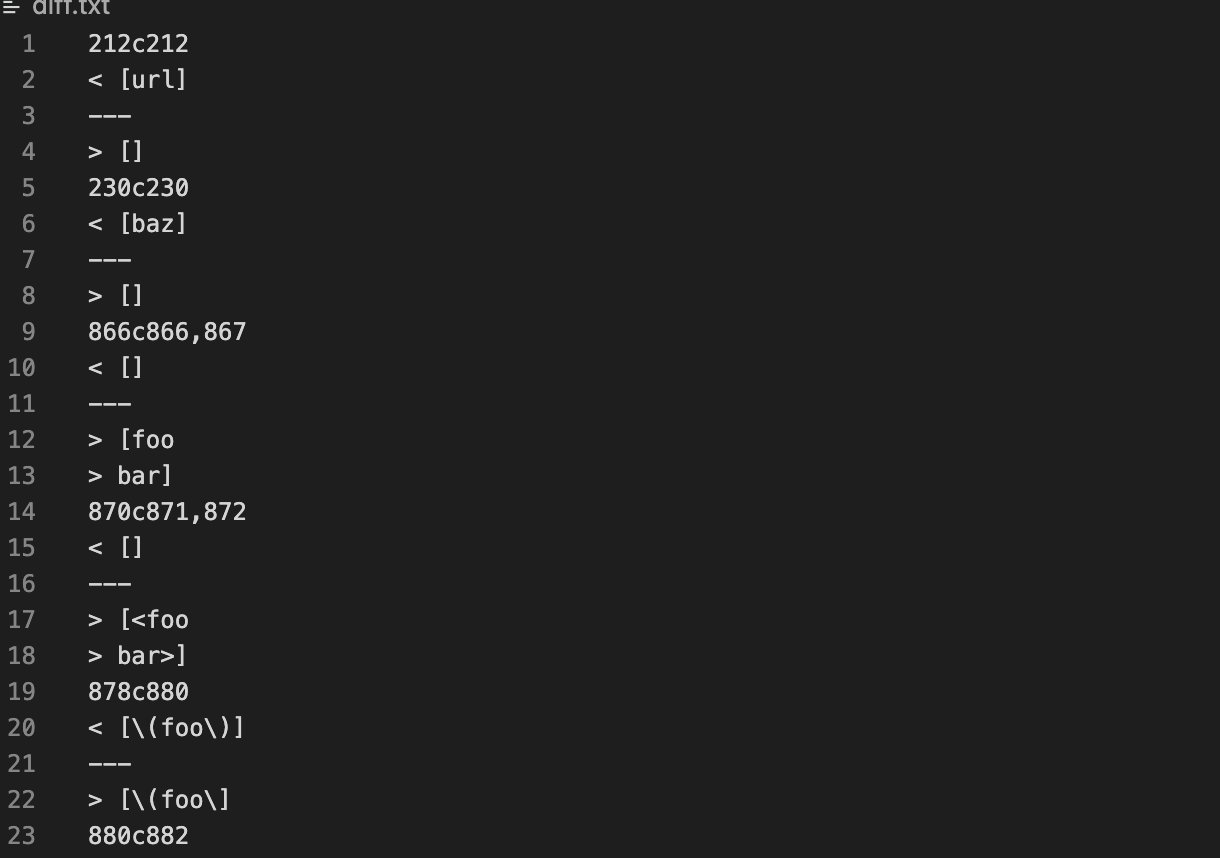 diff.txt
1 212c212
2 < [url]
3 ---
4 > []
5 230c230
6 < [baz]
7 ---
8 > []
9 866c866,867
10 < []
11 ---
12 > [foo
13 > bar]
14 870c871,872
15 < []
16 ---
17 > [<foo
18 > bar>]
19 878c880
20 < [\(foo\)]
21 ---
22 > [\(foo\]
23 880c882